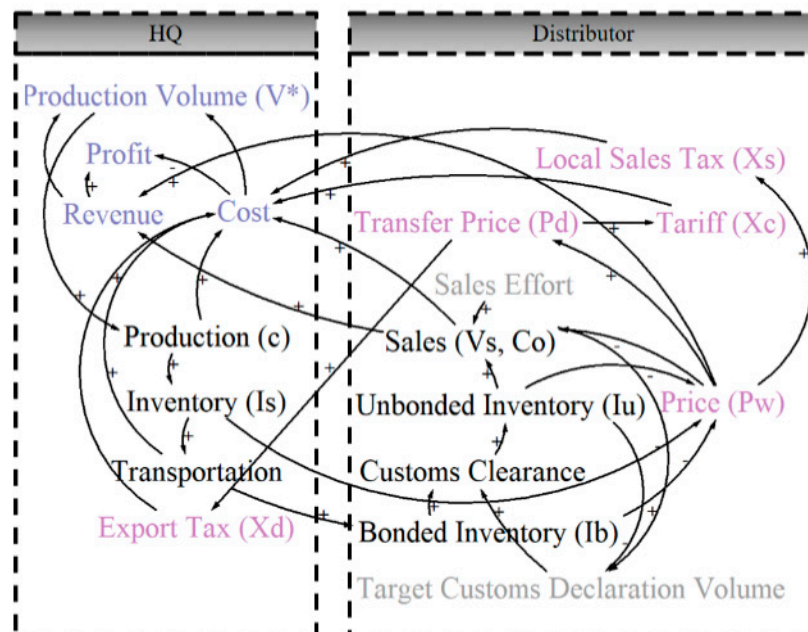 HQ
Distributor
Production Volume (V*)
Profit
Local Sales Tax (Xs)
Revenue
Cost
Transfer Price (Pd)
Tariff (Xc)
Sales Effort
Production (c)
Sales (Vs, Co)
Inventory (Is)
Unbonded Inventory (Iu)
Price (Pw)
Transportation
Customs Clearance
Export Tax (Xd)
Bonded Inventory (Ib)
Target Customs Declaration Volume